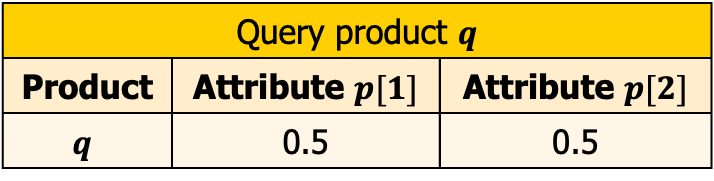 Query product q
Product Attribute p[1] Attribute p[2]
q 0.5 0.5